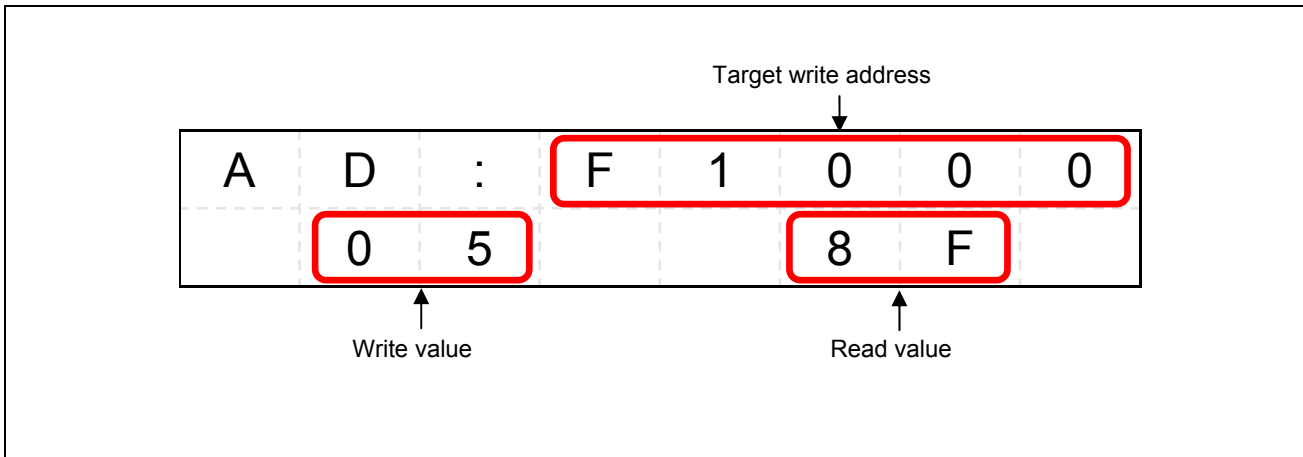 Target write address
A D : F 1 0 0 0
0 5 8 F
Write value Read value